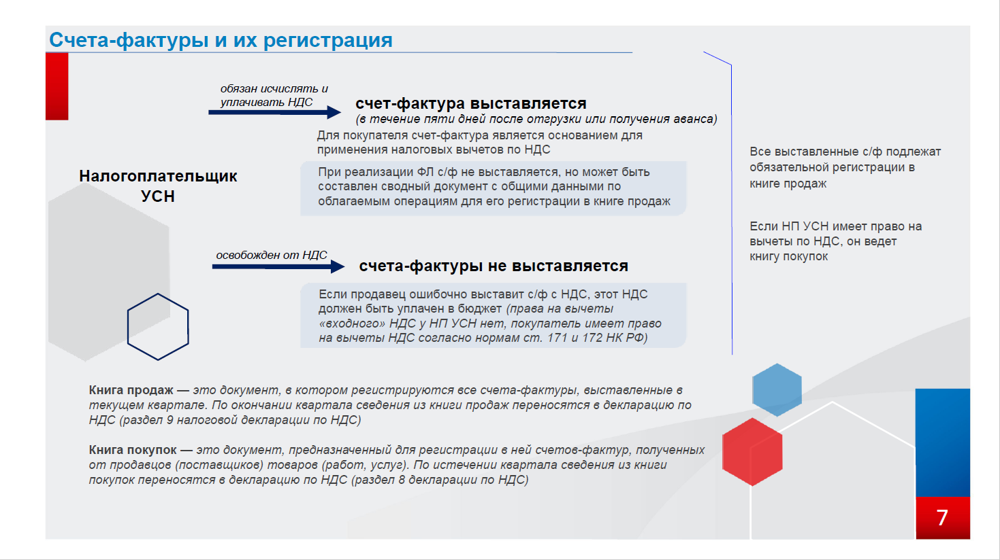 Счета-фактуры и их регистрация
обязан исчислять и
уплачивать НДС
счет-фактура выставляется
(в течение пяти дней после отгрузки или получения аванса)
Для покупателя счет-фактура является основанием для
применения налоговых вычетов по НДС
При реализации ФЛ с/ф не выставляется, но может быть
составлен сводный документ с общими данными по
облагаемым операциям для его регистрации в книге продаж
Налогоплательщик
УСН
освобожден от НДС
счета-фактуры не выставляется
Если продавец ошибочно выставит с/ф с НДС, этот НДС
должен быть уплачен в бюджет (права на вычеты
«входного» НДС у НП УСН нет, покупатель имеет право
на вычеты НДС согласно нормам ст. 171 и 172 НК РФ)
Все выставленные с/ф подлежат
обязательной регистрации в
книге продаж
Если НП УСН имеет право на
вычеты по НДС, он ведет
книгу покупок
Книга продаж — это документ, в котором регистрируются все счета-фактуры, выставленные в
текущем квартале. По окончании квартала сведения из книги продаж переносятся в декларацию по
НДС (раздел 9 налоговой декларации по НДС)
Книга покупок — это документ, предназначенный для регистрации в ней счетов-фактур, полученных
от продавцов (поставщиков) товаров (работ, услуг). По истечении квартала сведения из книги
покупок переносятся в декларацию по НДС (раздел 8 декларации по НДС)
7